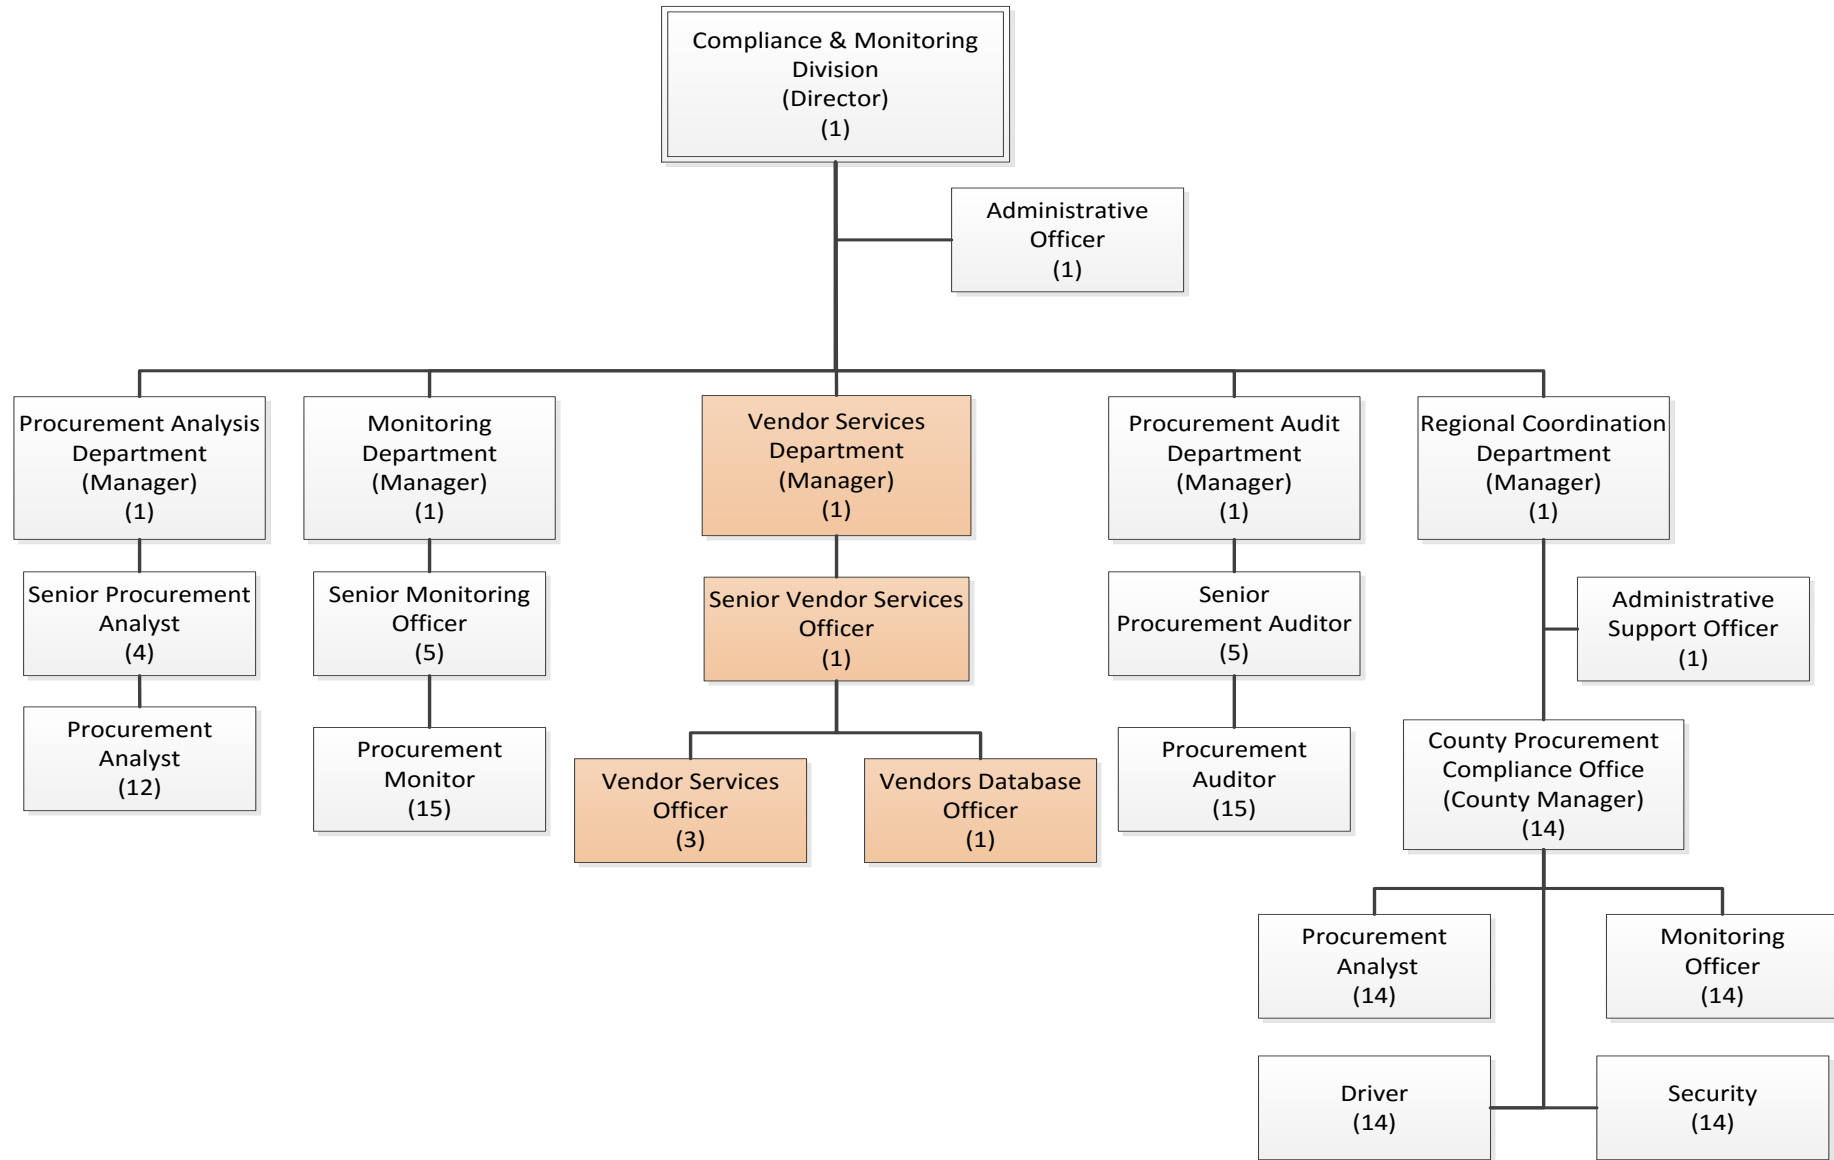 Compliance & Monitoring
Division
(Director)
(1)
Administrative
Officer
(1)
Procurement Analysis
Department
(Manager)
(1)
Monitoring
Department
(Manager)
(1)
Vendor Services
Department
(Manager)
(1)
Procurement Audit
Department
(Manager)
(1)
Regional Coordination
Department
(Manager)
(1)
Senior Procurement
Analyst
(4)
Senior Monitoring
Officer
(5)
Senior Vendor Services
Officer
(1)
Senior
Procurement Auditor
(5)
Administrative
Support Officer
(1)
Procurement
Analyst
(12)
Procurement
Monitor
(15)
Vendor Services
Officer
(3)
Vendors Database
Officer
(1)
Procurement
Auditor
(15)
County Procurement
Compliance Office
(County Manager)
(14)
Procurement
Analyst
(14)
Monitoring
Officer
(14)
Driver
(14)
Security
(14)